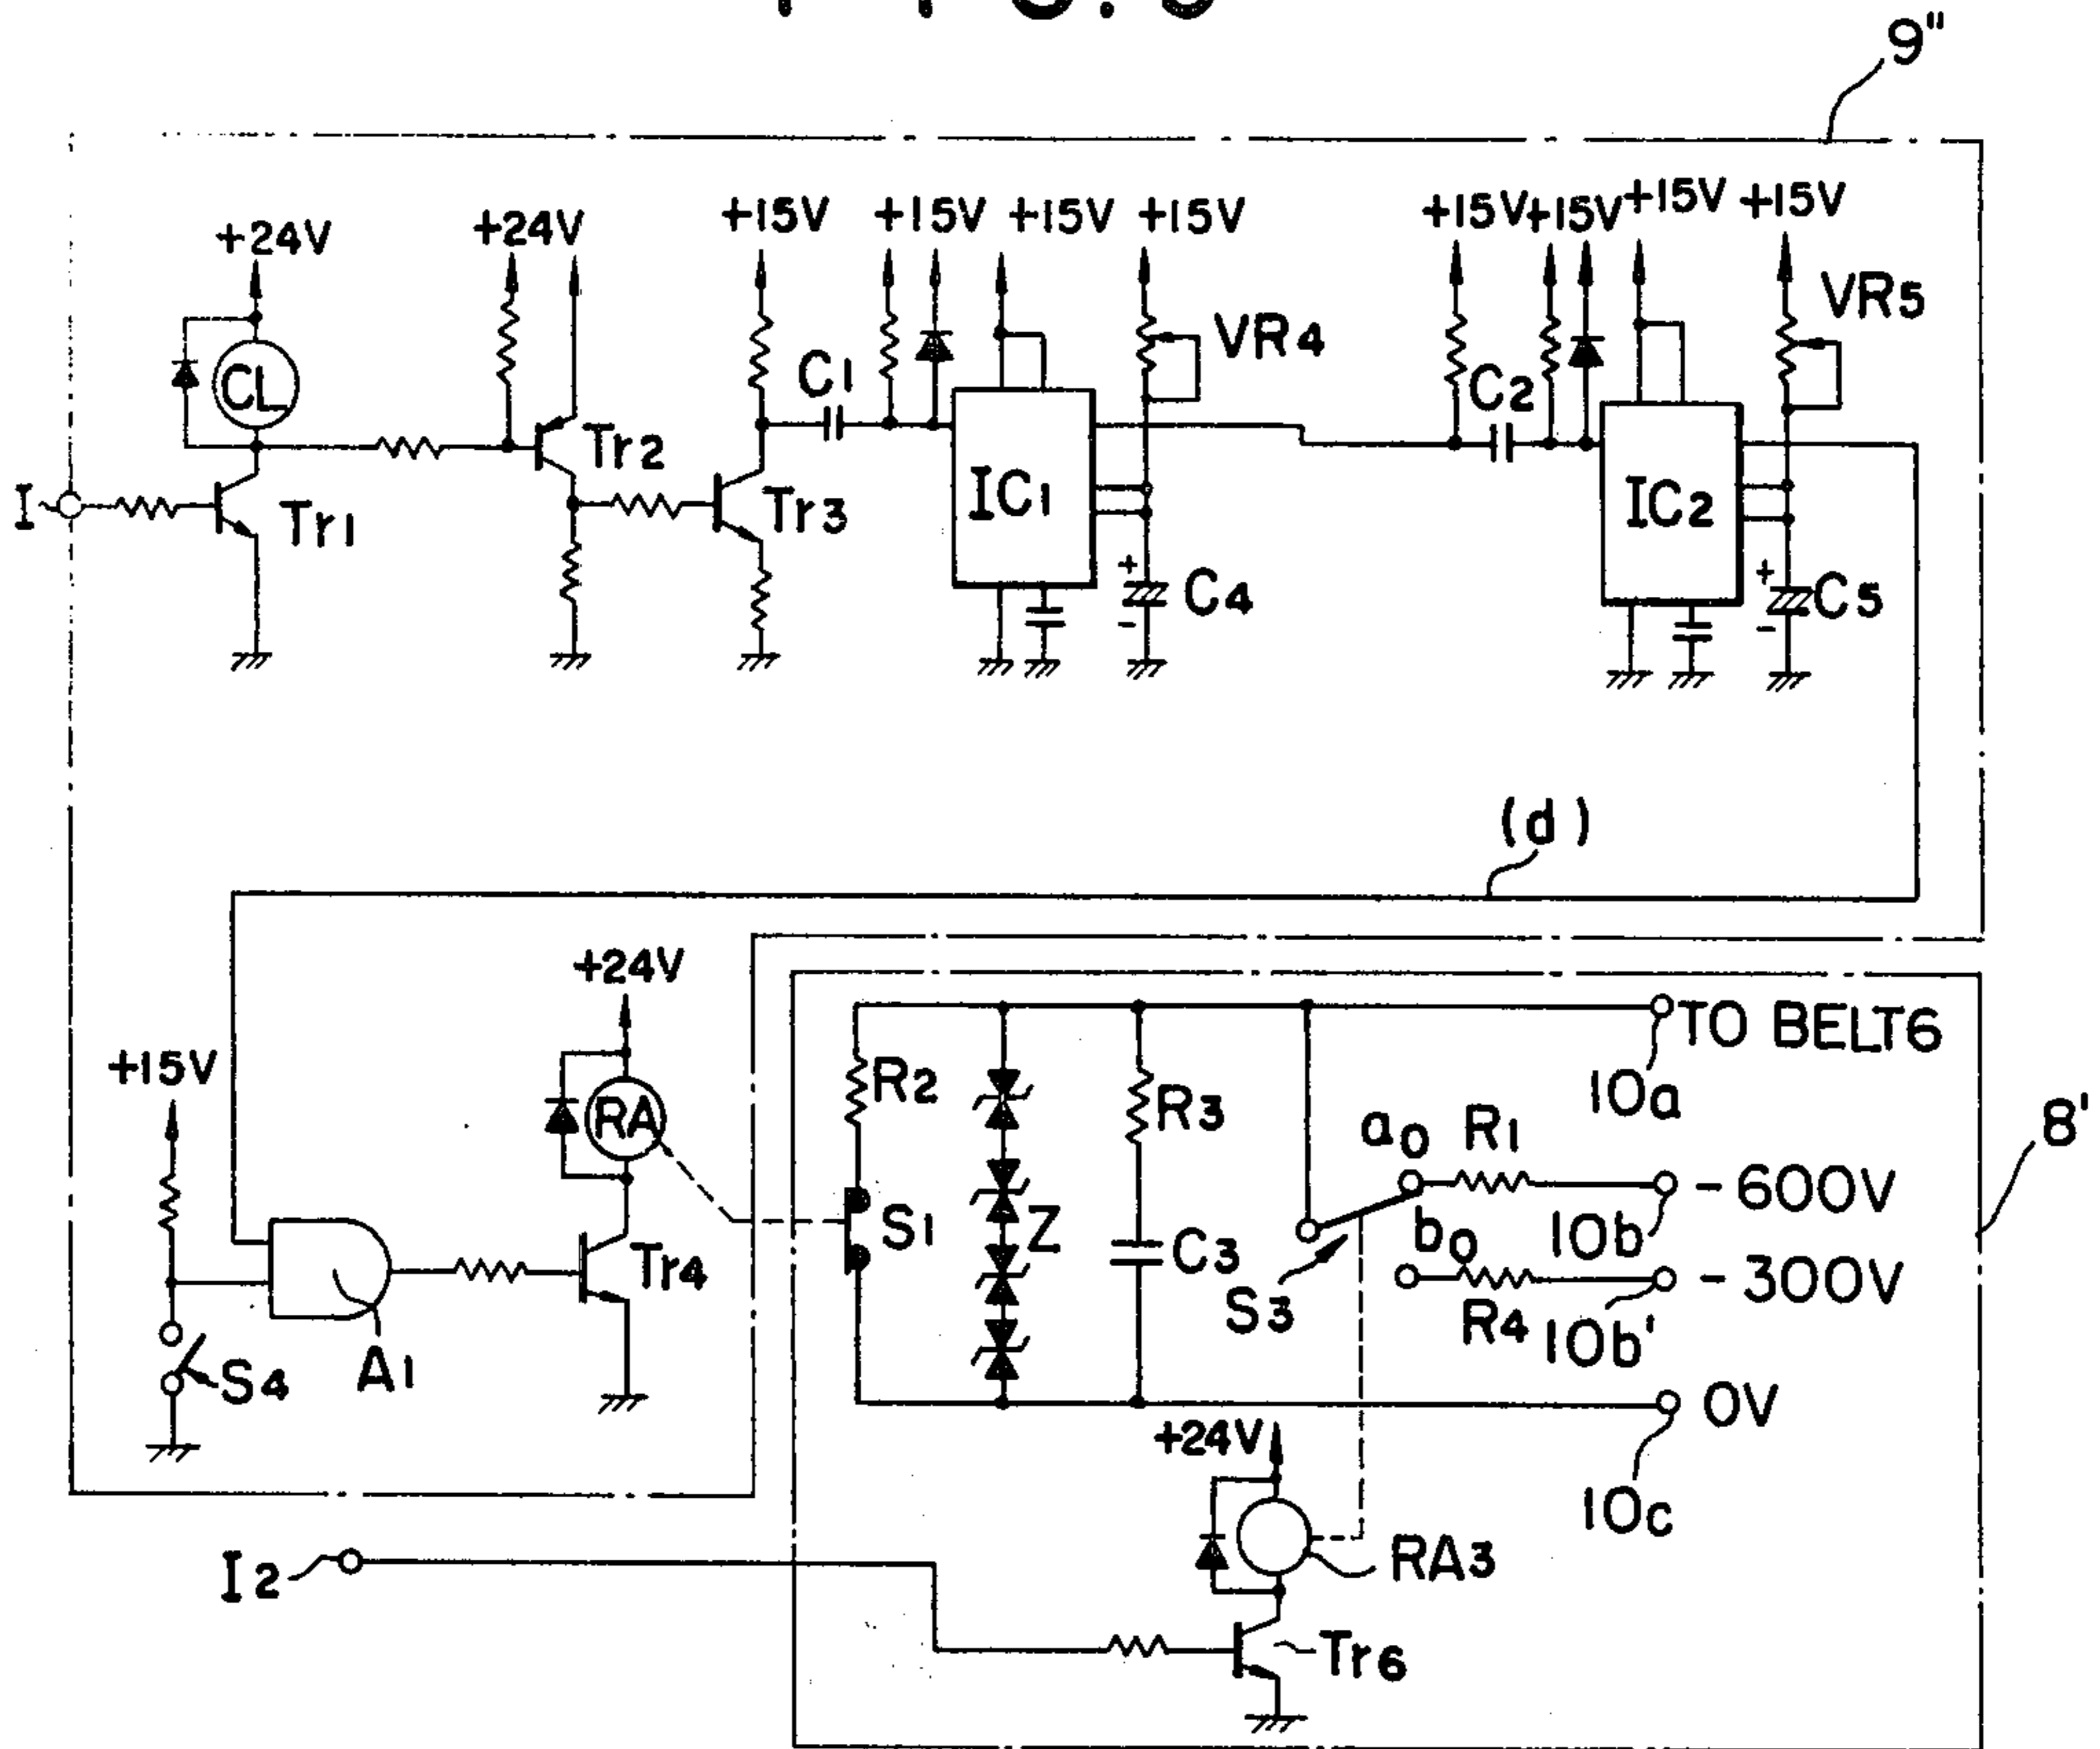 9"
+24V
+24V
+15V
+15V
+15V
+15V
+15V
+15V
+15V
+15V
VR4
VR5
CL
C1
C2
I
Tr1
Tr2
Tr3
IC1
IC2
+
-
C4
+
-
C5
(d)
+24V
+15V
RA
Tr4
A1
S4
R2
S1
Z
R3
C3
TO BELT6
10a
a0
R1
-600V
10b
b0
S3
R4
-300V
10b'
0V
10c
8'
+24V
RA3
I2
Tr6